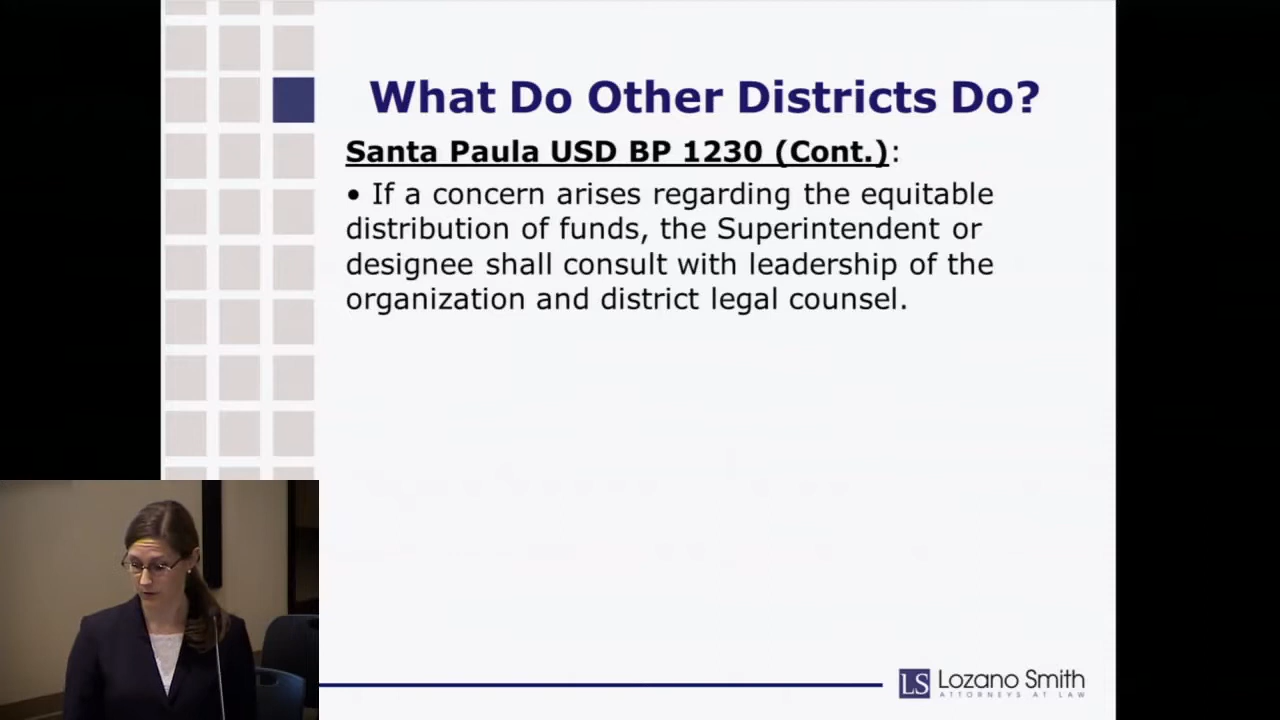 What Do Other Districts Do?
Santa Paula USD BP 1230 (Cont.):
• If a concern arises regarding the equitable
distribution of funds, the Superintendent or
designee shall consult with leadership of the
organization and district legal counsel.
LS Lozano Smith
ATTORNEYS AT LAW